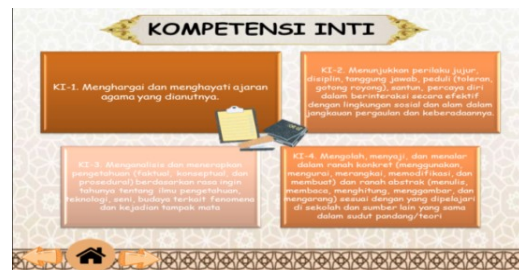 KOMPETENSI INTI
KI-1. Menghargai dan menghayati ajaran
agama yang dianutnya.
KI-2. Menunjukkan perilaku jujur,
disiplin, tanggung jawab, peduli (toleran,
gotong royong), santun, percaya diri
dalam berinteraksi secara efektif
dengan lingkungan sosial dan alam dalam
jangkauan pergaulan dan keberadaannya.
KI-3. Menganalisis dan menerapkan
pengetahuan (faktual, konseptual, dan
prosedural) berdasarkan rasa ingin
tahunya tentang ilmu pengetahuan,
teknologi, seni, budaya terkait fenomena
dan kejadian tampak mata
KI-4. Mengolah, menyaji, dan menalar
dalam ranah konkret (menggunakan,
mengurai, merangkai, memodifikasi, dan
membuat) dan ranah abstrak (menulis,
membaca, menghitung, menggambar, dan
mengarang) sesuai dengan yang dipelajari
di sekolah dan sumber lain yang sama
dalam sudut pandang/teori